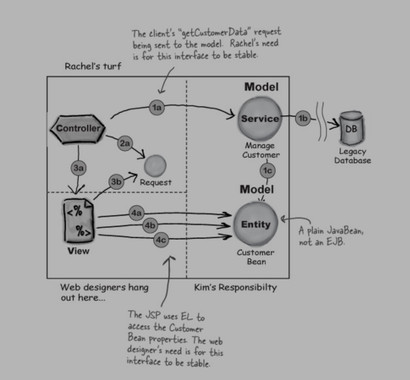 The client's "getCustomerData" request
being sent to the model. Rachel's need
is for this interface to be stable.
Rachel's turf
Model
1a
Controller
Service
1b
DB
2a
Manage
Customer
Legacy
Database
3a
3b
Request
1c
Model
<%
%>
4a
4b
4c
Entity
View
Customer
Bean
A plain JavaBean,
not an EJB.
Web designers hang
out here...
Kim's Responsibilty
The JSP uses EL to
access the Customer
Bean properties. The web
designer's need is for this
interface to be stable.